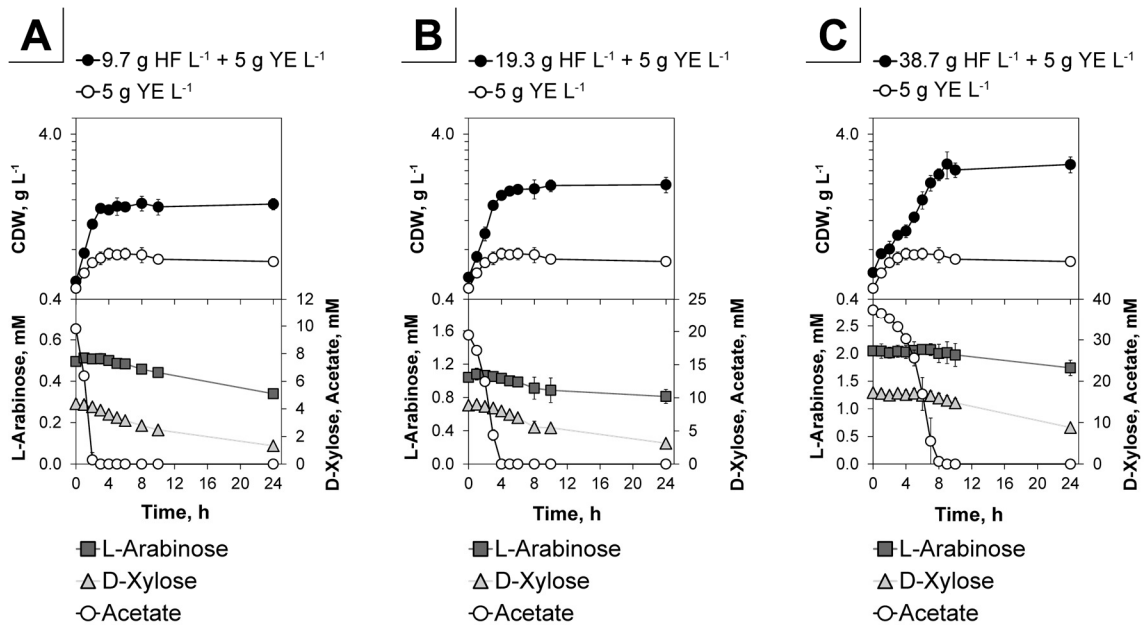 A
9.7 g HF L⁻¹ + 5 g YE L⁻¹
5 g YE L⁻¹
4.0
CDW, g L⁻¹
0.4
12
0.6
10
8
0.4
6
0.2
4
2
0.0
0
L-Arabinose, mM
D-Xylose, Acetate, mM
0 4 8 12 16 20 24
Time, h
L-Arabinose
D-Xylose
Acetate
B
19.3 g HF L⁻¹ + 5 g YE L⁻¹
5 g YE L⁻¹
4.0
CDW, g L⁻¹
0.4
25
1.6
20
1.2
15
0.8
10
0.4
5
0.0
0
L-Arabinose, mM
D-Xylose, Acetate, mM
0 4 8 12 16 20 24
Time, h
L-Arabinose
D-Xylose
Acetate
C
38.7 g HF L⁻¹ + 5 g YE L⁻¹
5 g YE L⁻¹
4.0
CDW, g L⁻¹
0.4
40
2.5
30
2.0
1.5
20
1.0
10
0.5
0.0
0
L-Arabinose, mM
D-Xylose, Acetate, mM
0 4 8 12 16 20 24
Time, h
L-Arabinose
D-Xylose
Acetate